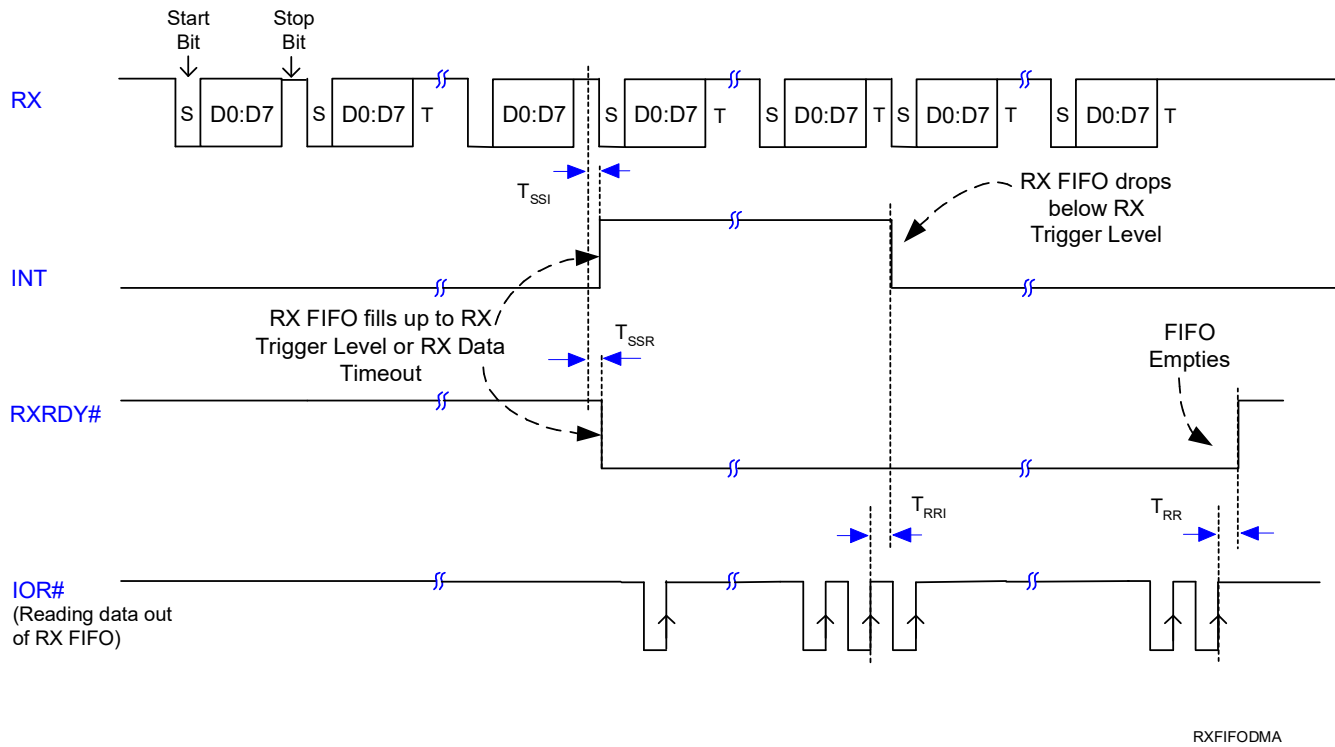 Start
Bit
Stop
Bit
RX
S
D0:D7
S
D0:D7
T
D0:D7
S
D0:D7
T
S
D0:D7
T
S
D0:D7
T
S
D0:D7
T
TSSI
RX FIFO drops
below RX
Trigger Level
INT
RX FIFO fills up to RX
Trigger Level or RX Data
Timeout
TSSR
FIFO
Empties
RXRDY#
TRRI
TRR
IOR#
(Reading data out
of RX FIFO)
RXFIFODMA